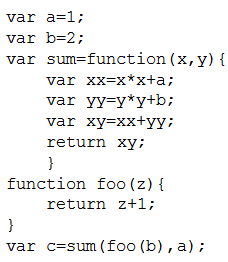 var a=1;
var b=2;
var sum=function(x,y){
    var xx=x*x+a;
    var yy=y*y+b;
    var xy=xx+yy;
    return xy;
    }
function foo(z){
    return z+1;
}
var c=sum(foo(b),a);